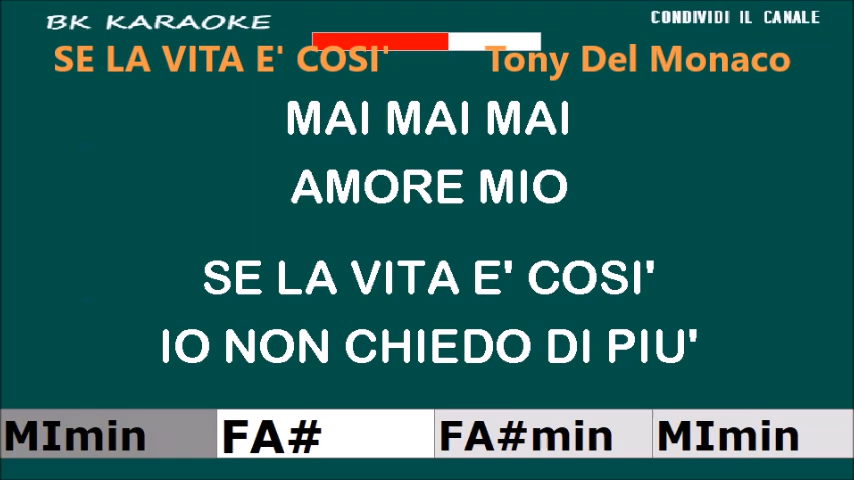 BK KARAOKE
CONDIVIDI IL CANALE
SE LA VITA E' COSI' Tony Del Monaco
MAI MAI MAI
AMORE MIO
SE LA VITA E' COSI'
IO NON CHIEDO DI PIU'
MImin FA# FA#min MImin